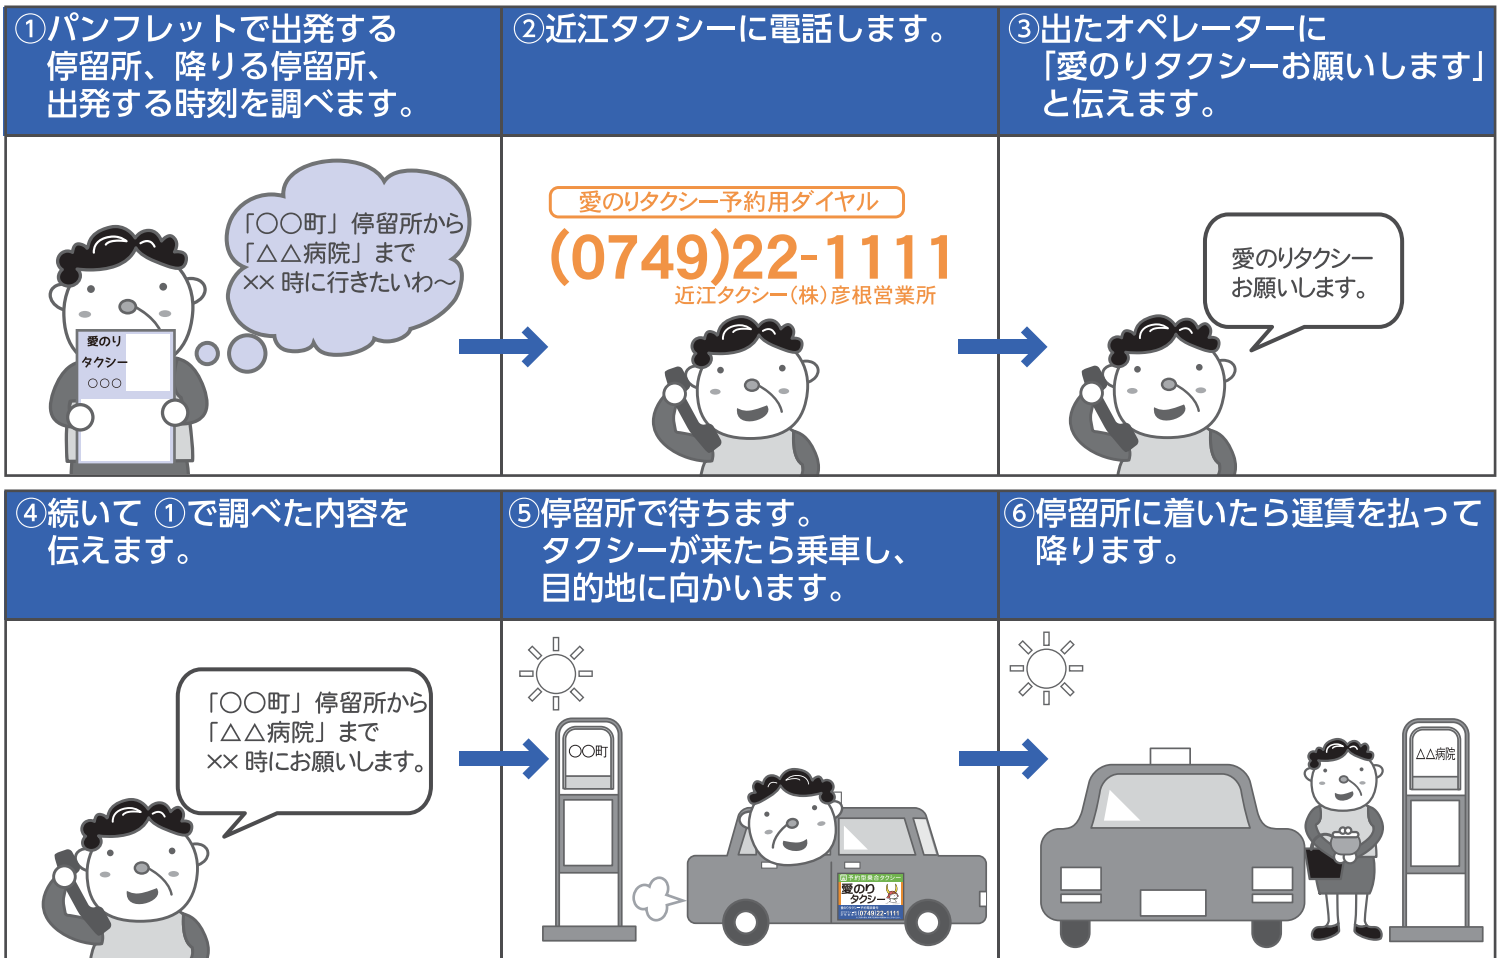 ①パンフレットで出発する
停留所、降りる停留所、
出発する時刻を調べます。
「〇〇町」停留所から
「△△病院」まで
×× 時に行きたいわ～
愛のり
タクシー
○○○
②近江タクシーに電話します。
愛のりタクシー予約用ダイヤル
(0749)22-1111
近江タクシー(株)彦根営業所
③出たオペレーターに
「愛のりタクシーお願いします」
と伝えます。
愛のりタクシー
お願いします。
④続いて ①で調べた内容を
伝えます。
「〇〇町」停留所から
「△△病院」まで
×× 時にお願いします。
⑤停留所で待ちます。
タクシーが来たら乗車し、
目的地に向かいます。
〇〇町
予約型乗合タクシー
愛のり
タクシー
(0749)22-1111
⑥停留所に着いたら運賃を払って
降ります。
△△病院